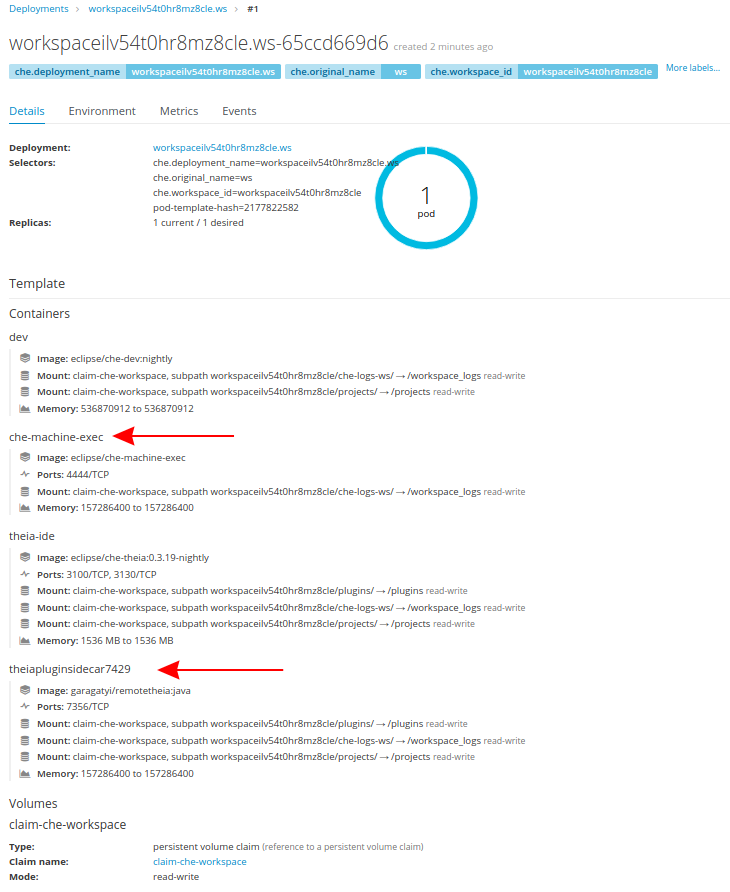 Deployments › workspaceilv54t0hr8mz8cle.ws › #1
workspaceilv54t0hr8mz8cle.ws-65ccd669d6 created 2 minutes ago
che.deployment_name workspaceilv54t0hr8mz8cle.ws che.original_name ws che.workspace_id workspaceilv54t0hr8mz8cle More labels...
Details Environment Metrics Events
Deployment: workspaceilv54t0hr8mz8cle.ws
Selectors: che.deployment_name=workspaceilv54t0hr8mz8cle.ws
che.original_name=ws
che.workspace_id=workspaceilv54t0hr8mz8cle
pod-template-hash=2177822582
Replicas: 1 current / 1 desired
1
pod
Template
Containers
dev
Image: eclipse/che-dev:nightly
Mount: claim-che-workspace, subpath workspaceilv54t0hr8mz8cle/che-logs-ws/ → /workspace_logs read-write
Mount: claim-che-workspace, subpath workspaceilv54t0hr8mz8cle/projects/ → /projects read-write
Memory: 536870912 to 536870912
che-machine-exec
Image: eclipse/che-machine-exec
Ports: 4444/TCP
Mount: claim-che-workspace, subpath workspaceilv54t0hr8mz8cle/che-logs-ws/ → /workspace_logs read-write
Memory: 157286400 to 157286400
theia-ide
Image: eclipse/che-theia:0.3.19-nightly
Ports: 3100/TCP, 3130/TCP
Mount: claim-che-workspace, subpath workspaceilv54t0hr8mz8cle/plugins/ → /plugins read-write
Mount: claim-che-workspace, subpath workspaceilv54t0hr8mz8cle/che-logs-ws/ → /workspace_logs read-write
Mount: claim-che-workspace, subpath workspaceilv54t0hr8mz8cle/projects/ → /projects read-write
Memory: 1536 MB to 1536 MB
theiapluginsidecar7429
Image: garagatyi/remotetheia:java
Ports: 7356/TCP
Mount: claim-che-workspace, subpath workspaceilv54t0hr8mz8cle/plugins/ → /plugins read-write
Mount: claim-che-workspace, subpath workspaceilv54t0hr8mz8cle/che-logs-ws/ → /workspace_logs read-write
Mount: claim-che-workspace, subpath workspaceilv54t0hr8mz8cle/projects/ → /projects read-write
Memory: 157286400 to 157286400
Volumes
claim-che-workspace
Type: persistent volume claim (reference to a persistent volume claim)
Claim name: claim-che-workspace
Mode: read-write